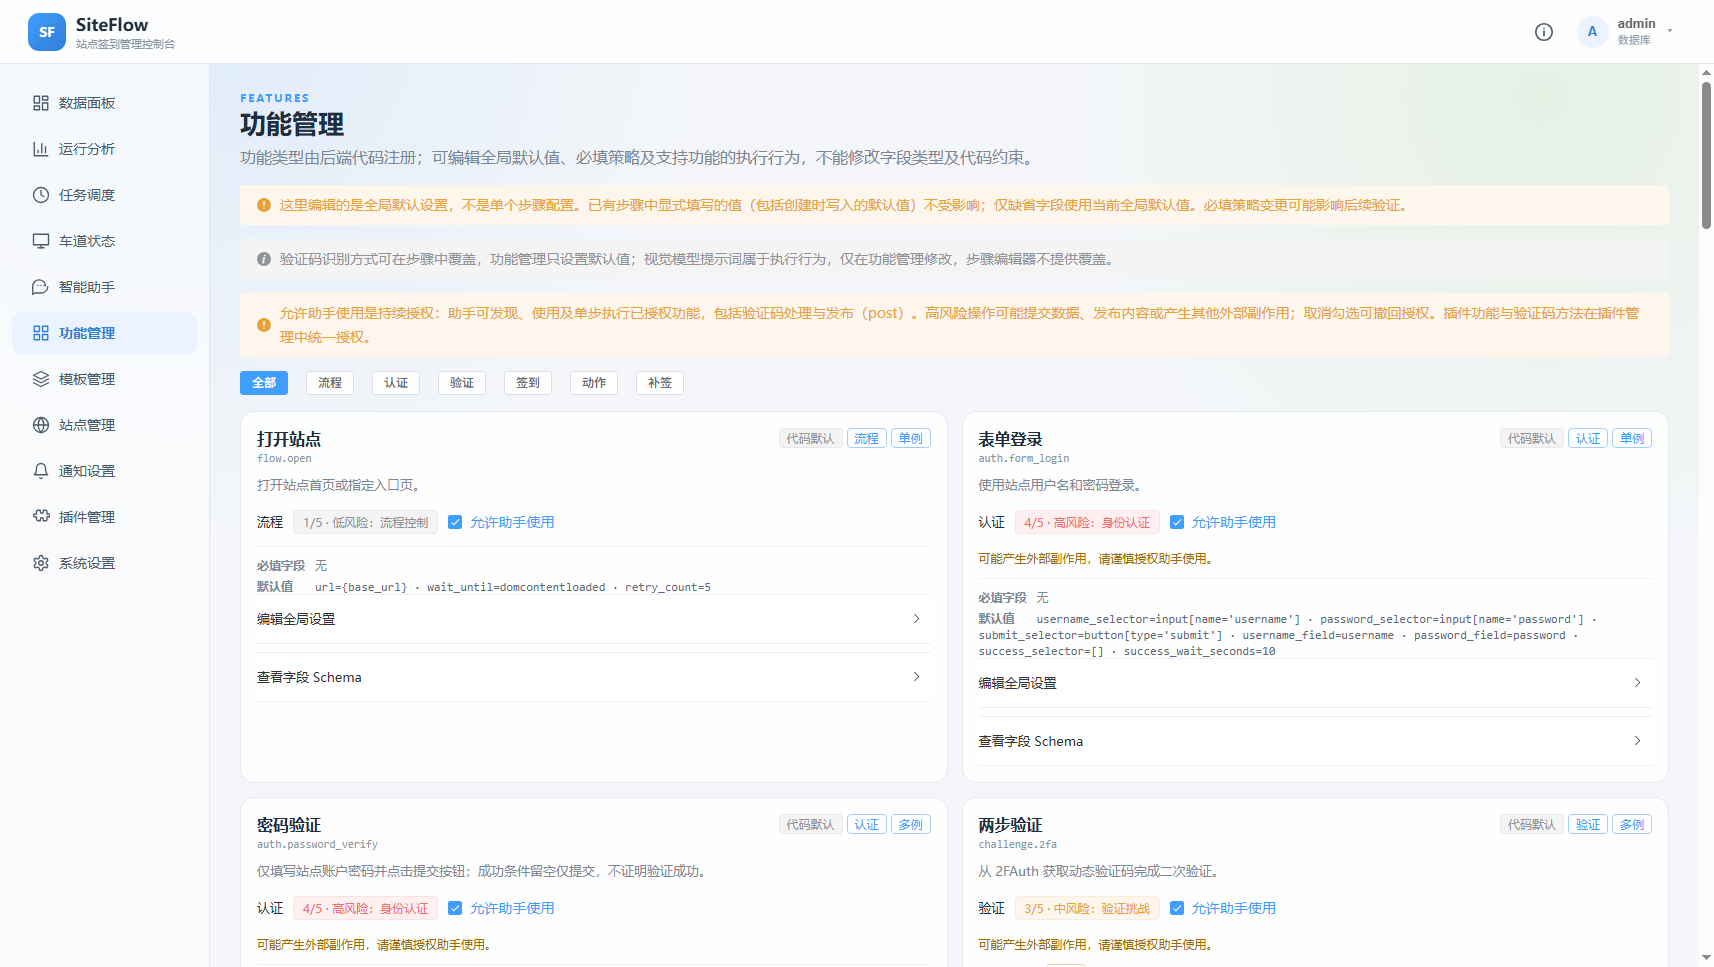 SF
SiteFlow
站点签到管理控制台
A
admin
数据库
数据面板
运行分析
任务调度
车道状态
智能助手
功能管理
模板管理
站点管理
通知设置
插件管理
系统设置
FEATURES
功能管理
功能类型由后端代码注册；可编辑全局默认值、必填策略及支持功能的执行行为，不能修改字段类型及代码约束。
这里编辑的是全局默认设置，不是单个步骤配置。已有步骤中显式填写的值（包括创建时写入的默认值）不受影响；仅缺省字段使用当前全局默认值。必填策略变更可能影响后续验证。
验证码识别方式可在步骤中覆盖，功能管理只设置默认值；视觉模型提示词属于执行行为，仅在功能管理修改，步骤编辑器不提供覆盖。
允许助手使用是持续授权：助手可发现、使用及单步执行已授权功能，包括验证码处理与发布（post）。高风险操作可能提交数据、发布内容或产生其他外部副作用；取消勾选可撤回授权。插件功能与验证码方法在插件管
理中统一授权。
全部 流程 认证 验证 签到 动作 补签
打开站点 代码默认 流程 单例
flow.open
打开站点首页或指定入口页。
流程 1/5 · 低风险：流程控制 允许助手使用
必填字段 无
默认值 url={base_url} · wait_until=domcontentloaded · retry_count=5
编辑全局设置
查看字段 Schema
表单登录 代码默认 认证 单例
auth.form_login
使用站点用户名和密码登录。
认证 4/5 · 高风险：身份认证 允许助手使用
可能产生外部副作用，请谨慎授权助手使用。
必填字段 无
默认值 username_selector=input[name='username'] · password_selector=input[name='password'] ·
submit_selector=button[type='submit'] · username_field=username · password_field=password ·
success_selector=[] · success_wait_seconds=10
编辑全局设置
查看字段 Schema
密码验证 代码默认 认证 多例
auth.password_verify
仅填写站点账户密码并点击提交按钮；成功条件留空仅提交，不证明验证成功。
认证 4/5 · 高风险：身份认证 允许助手使用
可能产生外部副作用，请谨慎授权助手使用。
两步验证 代码默认 验证 多例
challenge.2fa
从 2FAuth 获取动态验证码完成二次验证。
验证 3/5 · 中风险：验证挑战 允许助手使用
可能产生外部副作用，请谨慎授权助手使用。